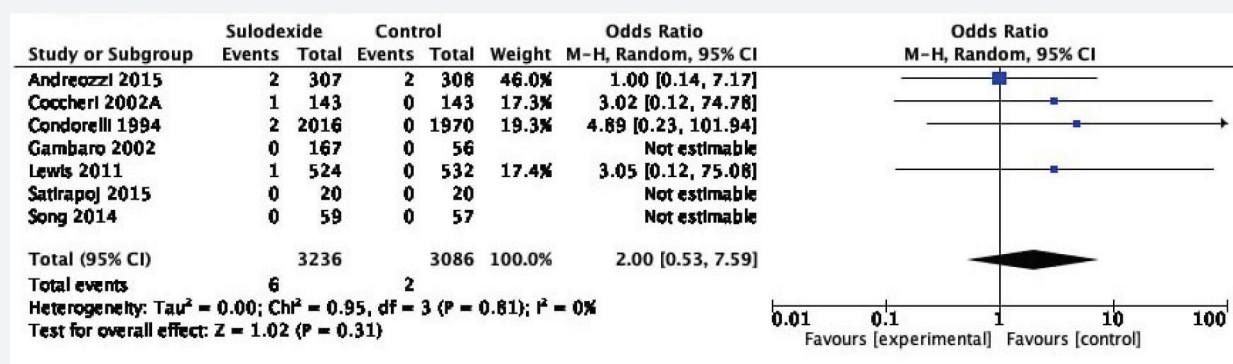 Sulodexide Control Odds Ratio Odds Ratio
Study or Subgroup Events Total Events Total Weight M-H, Random, 95% CI M-H, Random, 95% CI
Andreozzi 2015 2 307 2 308 46.0% 1.00 [0.14, 7.17]
Coccheri 2002A 1 143 0 143 17.3% 3.02 [0.12, 74.78]
Condorelli 1994 2 2016 0 1970 19.3% 4.89 [0.23, 101.94]
Gambaro 2002 0 167 0 56 Not estimable
Lewis 2011 1 524 0 532 17.4% 3.05 [0.12, 75.08]
Satirapoj 2015 0 20 0 20 Not estimable
Song 2014 0 59 0 57 Not estimable
Total (95% CI) 3236 3086 100.0% 2.00 [0.53, 7.59]
Total events 6 2
Heterogeneity: Tau² = 0.00; Chi² = 0.95, df = 3 (P = 0.81); I² = 0%
Test for overall effect: Z = 1.02 (P = 0.31)
0.01 0.1 1 10 100
Favours [experimental] Favours [control]